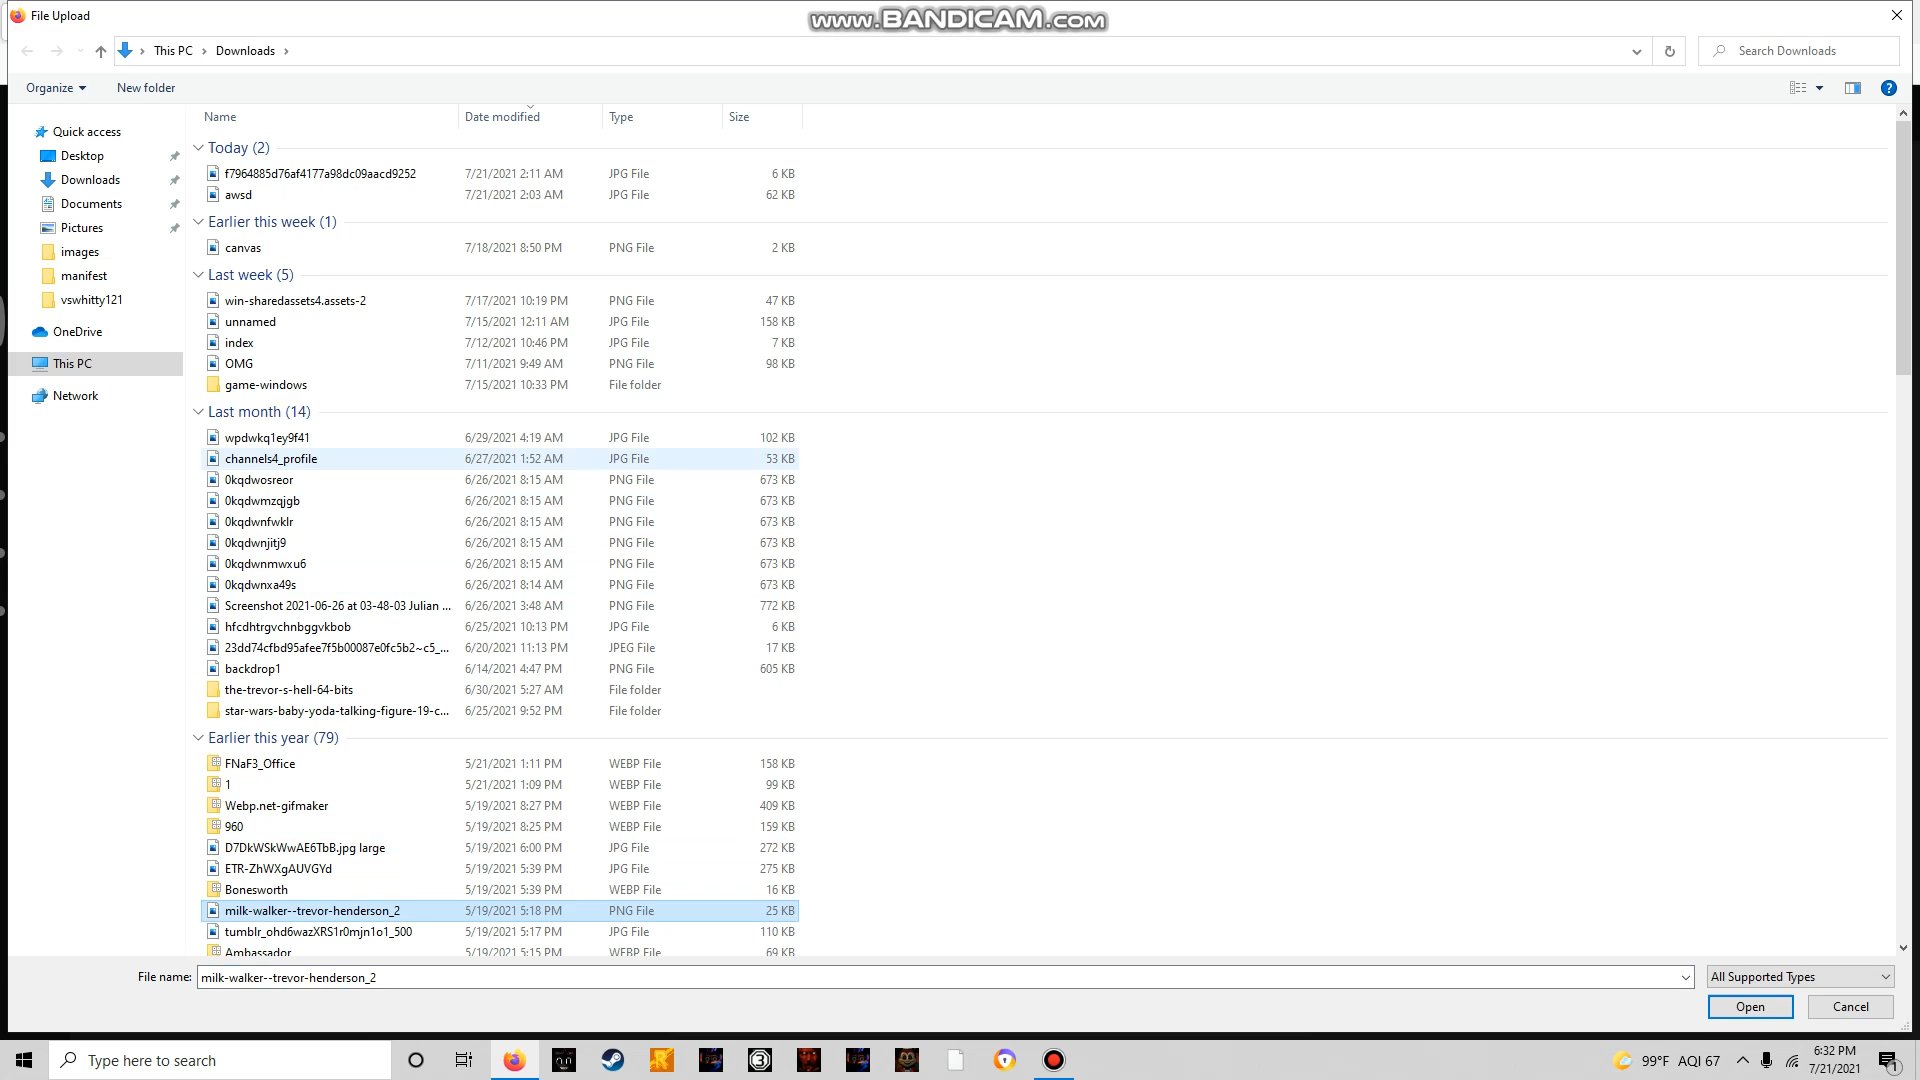 File Upload
www.BANDICAM.com
This PC
Downloads
Search Downloads
Organize
New folder
Name
Date modified
Type
Size
Quick access
Desktop
Downloads
Documents
Pictures
images
manifest
vswhitty121
OneDrive
This PC
Network
Today (2)
f7964885d76af4177a98dc09aacd9252 7/21/2021 2:11 AM JPG File 6 KB
awsd 7/21/2021 2:03 AM JPG File 62 KB
Earlier this week (1)
canvas 7/18/2021 8:50 PM PNG File 2 KB
Last week (5)
win-sharedassets4.assets-2 7/17/2021 10:19 PM PNG File 47 KB
unnamed 7/15/2021 12:11 AM JPG File 158 KB
index 7/12/2021 10:46 PM JPG File 7 KB
OMG 7/11/2021 9:49 AM PNG File 98 KB
game-windows 7/15/2021 10:33 PM File folder
Last month (14)
wpdwkq1ey9f41 6/29/2021 4:19 AM JPG File 102 KB
channels4_profile 6/27/2021 1:52 AM JPG File 53 KB
0kqdwosreor 6/26/2021 8:15 AM PNG File 673 KB
0kqdwmzqjgb 6/26/2021 8:15 AM PNG File 673 KB
0kqdwnfwklr 6/26/2021 8:15 AM PNG File 673 KB
0kqdwnjitj9 6/26/2021 8:15 AM PNG File 673 KB
0kqdwnmwxu6 6/26/2021 8:15 AM PNG File 673 KB
0kqdwnxa49s 6/26/2021 8:14 AM PNG File 673 KB
Screenshot 2021-06-26 at 03-48-03 Julian ... 6/26/2021 3:48 AM PNG File 772 KB
hfcdhtrgvchnbggvkbob 6/25/2021 10:13 PM JPG File 6 KB
23dd74cfbd95afee7f5b00087e0fc5b2~c5_... 6/20/2021 11:13 PM JPEG File 17 KB
backdrop1 6/14/2021 4:47 PM PNG File 605 KB
the-trevor-s-hell-64-bits 6/30/2021 5:27 AM File folder
star-wars-baby-yoda-talking-figure-19-c... 6/25/2021 9:52 PM File folder
Earlier this year (79)
FNaF3_Office 5/21/2021 1:11 PM WEBP File 158 KB
1 5/21/2021 1:09 PM WEBP File 99 KB
Webp.net-gifmaker 5/19/2021 8:27 PM WEBP File 409 KB
960 5/19/2021 8:25 PM WEBP File 159 KB
D7DkWSkWwAE6TbB.jpg large 5/19/2021 6:00 PM JPG File 272 KB
ETR-ZhWXgAUVGYd 5/19/2021 5:39 PM JPG File 275 KB
Bonesworth 5/19/2021 5:39 PM WEBP File 16 KB
milk-walker--trevor-henderson_2 5/19/2021 5:18 PM PNG File 25 KB
tumblr_ohd6wazXRS1r0mjn1o1_500 5/19/2021 5:17 PM JPG File 110 KB
Ambassador 5/19/2021 5:15 PM WEBP File 69 KB
File name: milk-walker--trevor-henderson_2
All Supported Types
Open
Cancel
Type here to search
99°F AQI 67
6:32 PM
7/21/2021
1